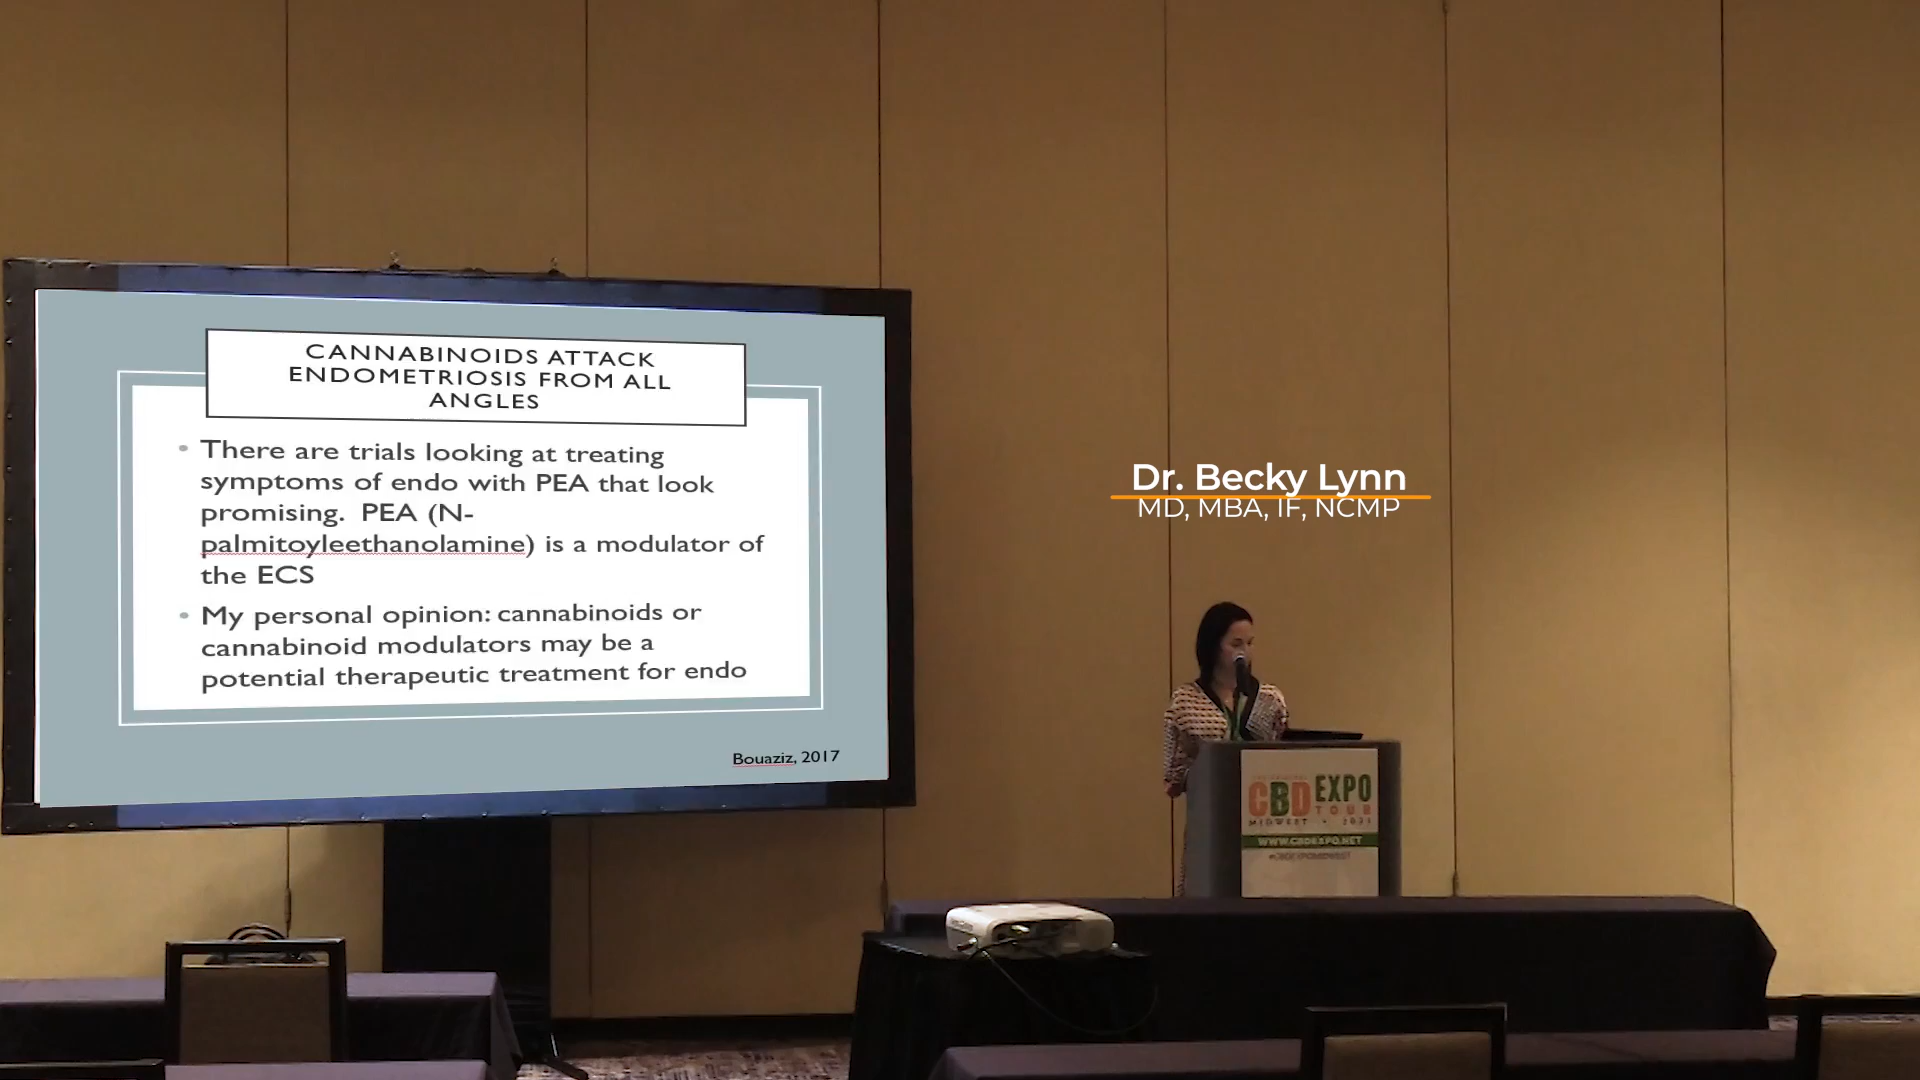 CANNABINOIDS ATTACK
ENDOMETRIOSIS FROM ALL
ANGLES
• There are trials looking at treating
symptoms of endo with PEA that look
promising.  PEA (N-
palmitoyleethanolamine) is a modulator of
the ECS
• My personal opinion: cannabinoids or
cannabinoid modulators may be a
potential therapeutic treatment for endo
Bouaziz, 2017
Dr. Becky Lynn
MD, MBA, IF, NCMP
CBD EXPO
TOUR
MIDWEST • 2021
WWW.CBDEXPO.NET
#CBDEXPOMIDWEST